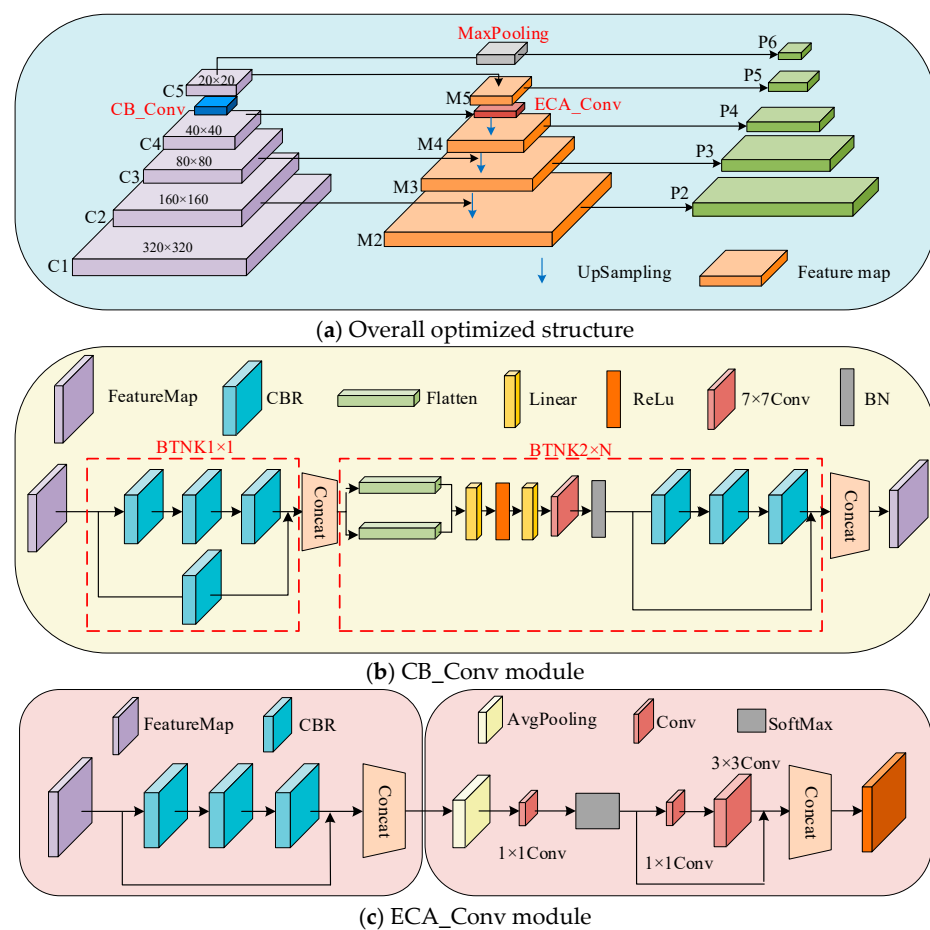 MaxPooling
P6
20×20
C5
P5
M5
CB_Conv
ECA_Conv
40×40
C4
P4
M4
80×80
C3
P3
M3
160×160
C2
P2
M2
320×320
C1
UpSampling
Feature map
(a) Overall optimized structure
FeatureMap
CBR
Flatten
Linear
ReLu
7×7Conv
BN
BTNK1×1
BTNK2×N
Concat
Concat
(b) CB_Conv module
FeatureMap
CBR
AvgPooling
Conv
SoftMax
3×3Conv
Concat
Concat
1×1Conv
1×1Conv
(c) ECA_Conv module